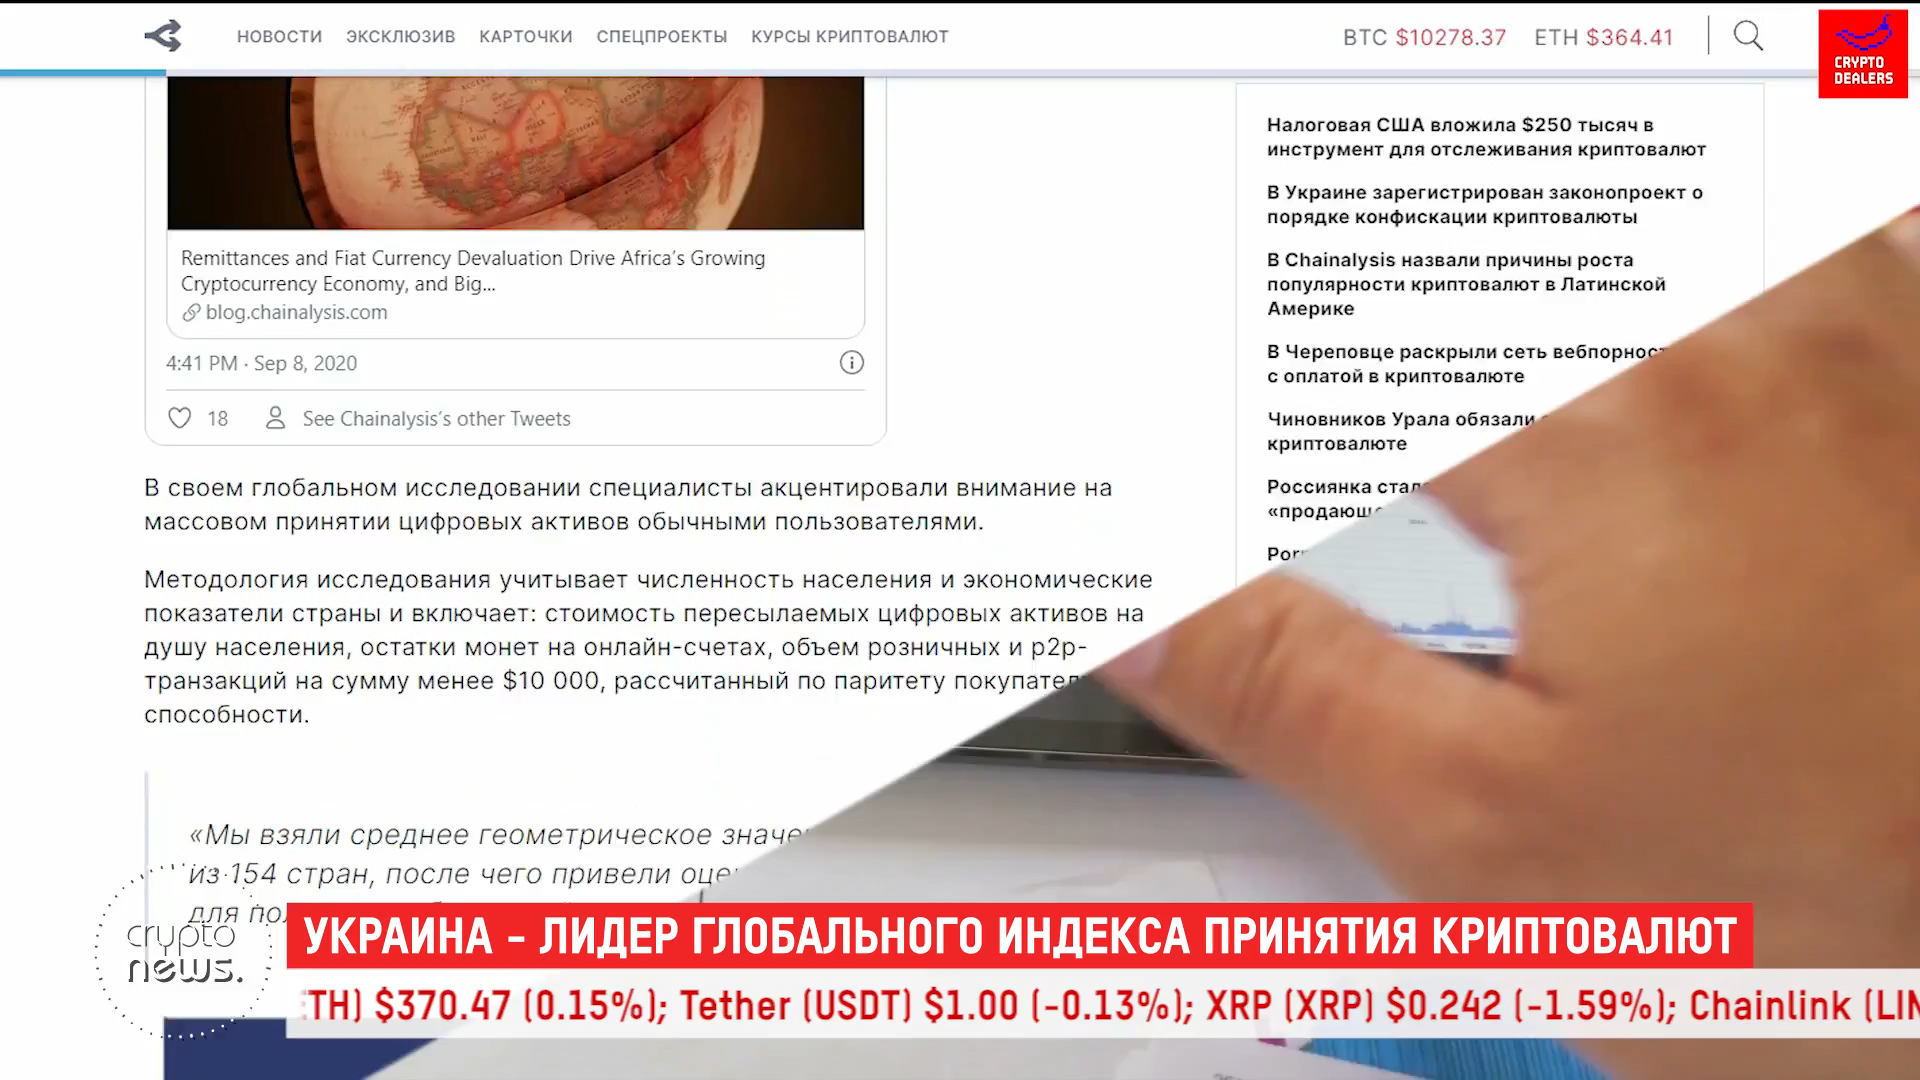 НОВОСТИ ЭКСКЛЮЗИВ КАРТОЧКИ СПЕЦПРОЕКТЫ КУРСЫ КРИПТОВАЛЮТ
BTC $10278.37 ETH $364.41
CRYPTO
DEALERS
Remittances and Fiat Currency Devaluation Drive Africa's Growing
Cryptocurrency Economy, and Big...
blog.chainalysis.com
4:41 PM · Sep 8, 2020
18 See Chainalysis's other Tweets
В своем глобальном исследовании специалисты акцентировали внимание на
массовом принятии цифровых активов обычными пользователями.
Методология исследования учитывает численность населения и экономические
показатели страны и включает: стоимость пересылаемых цифровых активов на
душу населения, остатки монет на онлайн-счетах, объем розничных и p2p-
транзакций на сумму менее $10 000, рассчитанный по паритету
способности.
«Мы взяли среднее геометрическое
из 154 стран, после чего привели
для
Налоговая США вложила $250 тысяч в
инструмент для отслеживания криптовалют
В Украине зарегистрирован законопроект о
порядке конфискации криптовалюты
В Chainalysis назвали причины роста
популярности криптовалют в Латинской
Америке
В Череповце раскрыли сеть
с оплатой в криптовалюте
Чиновников Урала обязали
криптовалюте
Россиянка
crypto
news.
УКРАИНА - ЛИДЕР ГЛОБАЛЬНОГО ИНДЕКСА ПРИНЯТИЯ КРИПТОВАЛЮТ
ETH) $370.47 (0.15%); Tether (USDT) $1.00 (-0.13%); XRP (XRP) $0.242 (-1.59%); Chainlink (LIN